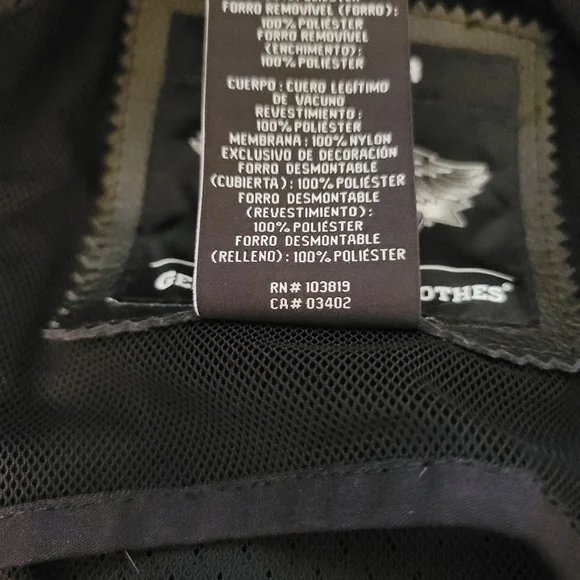 FORRO REMOVÍVEL (FORRO):
100% POLIÉSTER
FORRO REMOVÍVEL
(ENCHIMENTO):
100% POLIÉSTER
CUERPO: CUERO LEGÍTIMO
DE VACUNO
REVESTIMIENTO:
100% POLIÉSTER
MEMBRANA: 100% NYLON
EXCLUSIVO DE DECORACIÓN
FORRO DESMONTABLE
(CUBIERTA): 100% POLIÉSTER
FORRO DESMONTABLE
(REVESTIMIENTO):
100% POLIÉSTER
FORRO DESMONTABLE
(RELLENO): 100% POLIÉSTER
RN# 103819
CA# 03402